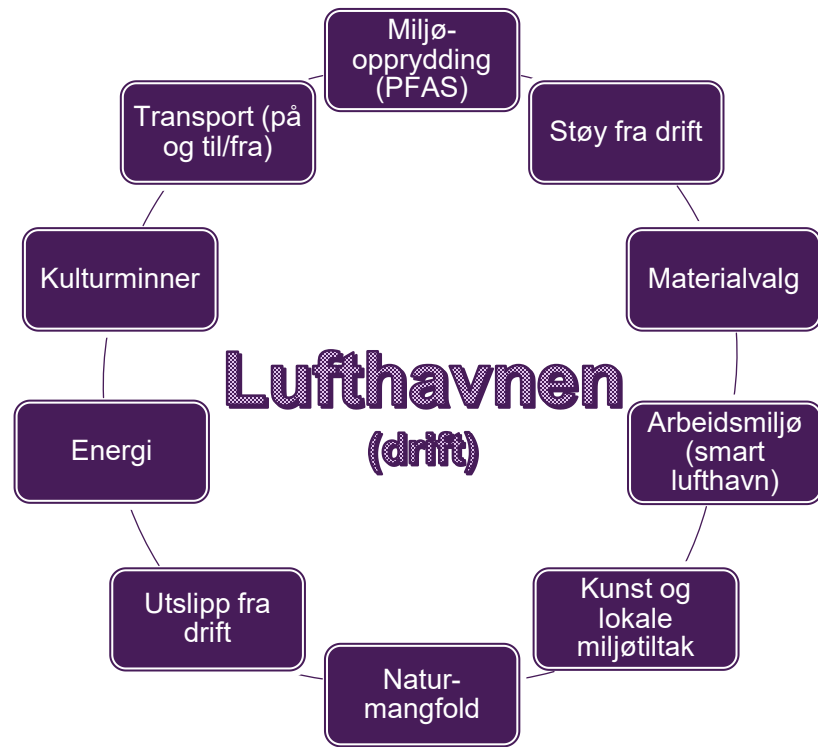 Miljø-
opprydding
(PFAS)
Støy fra drift
Materialvalg
Arbeidsmiljø
(smart
lufthavn)
Kunst og
lokale
miljøtiltak
Natur-
mangfold
Utslipp fra
drift
Energi
Kulturminner
Transport (på
og til/fra)
Lufthavnen
(drift)